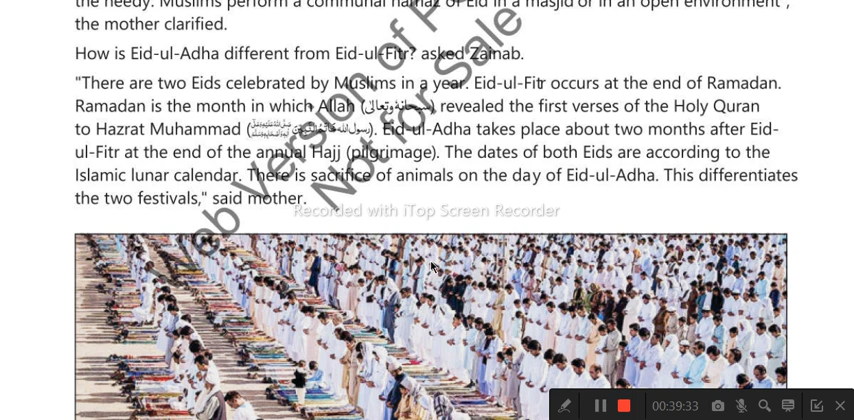 the needy. Muslims perform a communal namaz of Eid in a masjid or in an open environment",
the mother clarified.
How is Eid-ul-Adha different from Eid-ul-Fitr? asked Zainab.
"There are two Eids celebrated by Muslims in a year. Eid-ul-Fitr occurs at the end of Ramadan.
Ramadan is the month in which Allah (سبحانهٗ وتعالیٰ) revealed the first verses of the Holy Quran
to Hazrat Muhammad (). Eid-ul-Adha takes place about two months after Eid-
ul-Fitr at the end of the annual Hajj (pilgrimage). The dates of both Eids are according to the
Islamic lunar calendar. There is sacrifice of animals on the day of Eid-ul-Adha. This differentiates
the two festivals," said mother.
Web Version of
Not for Sale
Recorded with iTop Screen Recorder
00:39:33